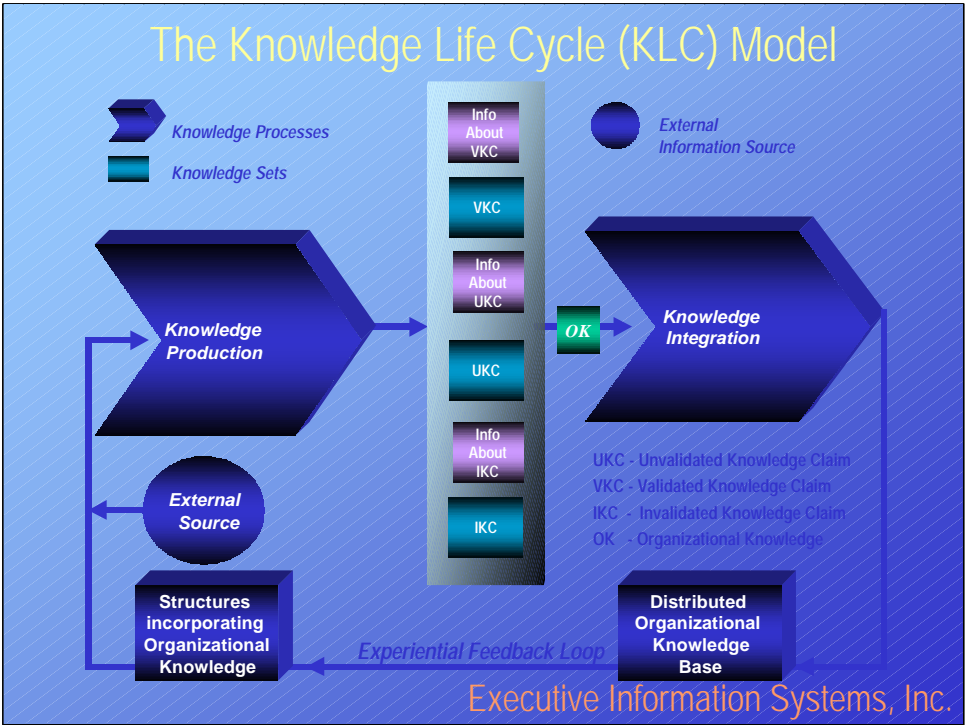 The Knowledge Life Cycle (KLC) Model
Knowledge Processes
Knowledge Sets
External
Information Source
Info
About
VKC
VKC
Info
About
UKC
UKC
Info
About
IKC
IKC
Knowledge
Production
OK
Knowledge
Integration
External
Source
UKC - Unvalidated Knowledge Claim
VKC - Validated Knowledge Claim
IKC - Invalidated Knowledge Claim
OK - Organizational Knowledge
Structures
incorporating
Organizational
Knowledge
Experiential Feedback Loop
Distributed
Organizational
Knowledge
Base
Executive Information Systems, Inc.